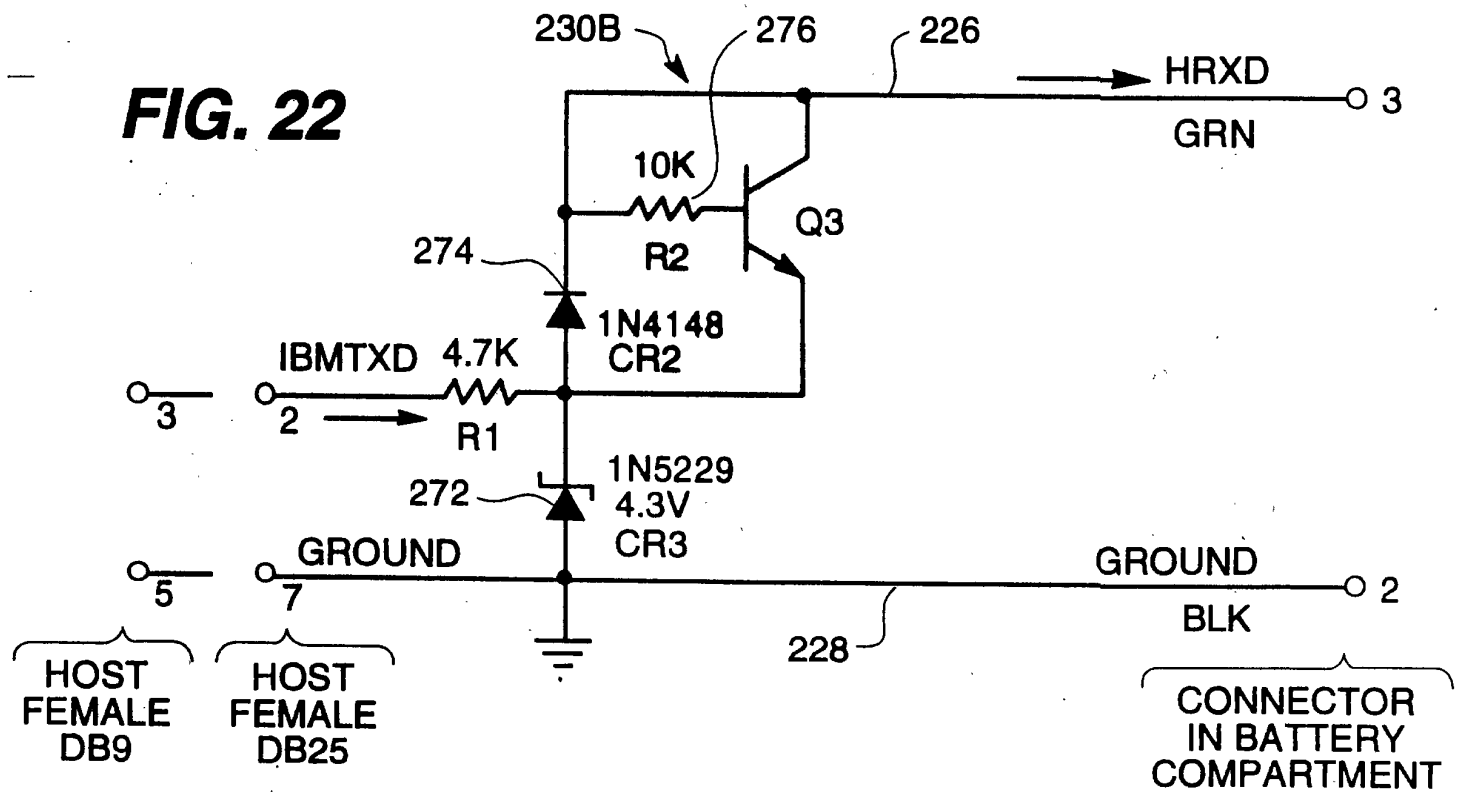 FIG. 22
230B
276
226
HRXD
3
GRN
10K
R2
Q3
274
1N4148
CR2
IBMTXD
4.7K
3
2
R1
1N5229
4.3V
CR3
272
GROUND
GROUND
5
7
2
BLK
228
HOST
FEMALE
DB9
HOST
FEMALE
DB25
CONNECTOR
IN BATTERY
COMPARTMENT